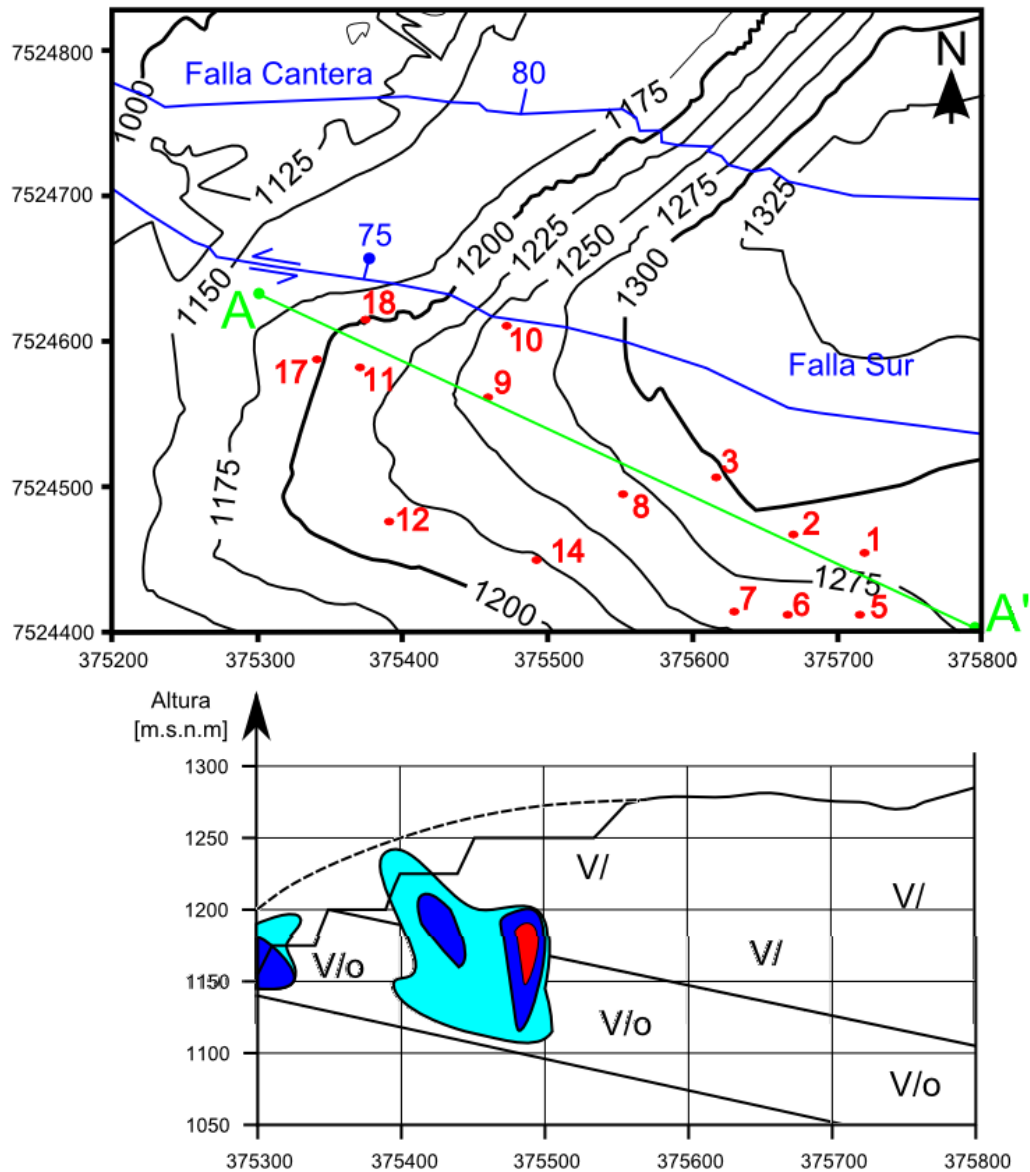 7524800
7524700
7524600
7524500
7524400
Falla Cantera
80
N
1000
1125
1150
1175
1175
1200
1225
1250
1275
1300
1325
75
A
18
17
11
10
9
Falla Sur
3
8
2
1
12
14
7
6
5
1200
1275
A'
375200 375300 375400 375500 375600 375700 375800
Altura
[m.s.n.m]
1300
1250
1200
1150
1100
1050
V/
V/
V/
V/o
V/o
V/o
375300 375400 375500 375600 375700 375800